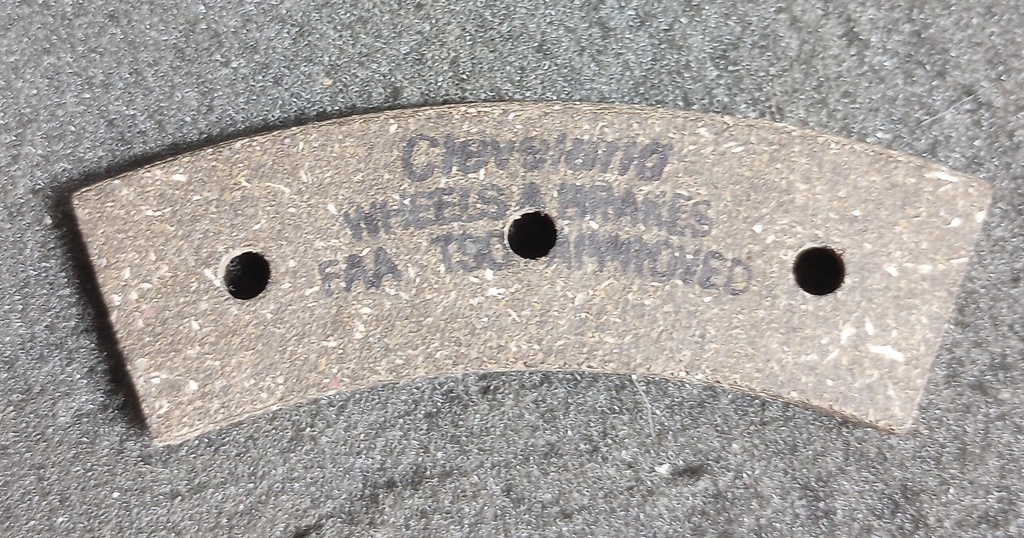 Cleveland
WHEELS & BRAKES
FAA TSO APPROVED